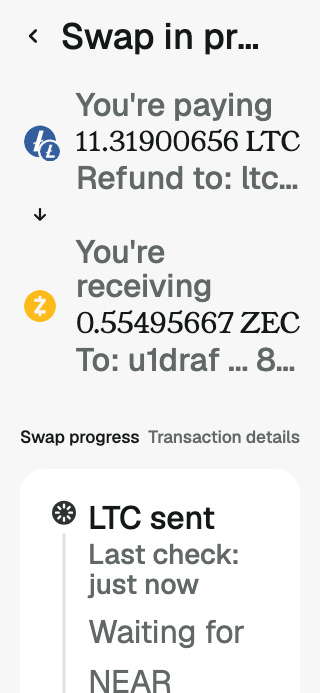 Swap in pr...
You're paying
11.31900656 LTC
Refund to: ltc...
You're
receiving
0.55495667 ZEC
To: u1draf ... 8...
Swap progress Transaction details
LTC sent
Last check:
just now
Waiting for
NEAR